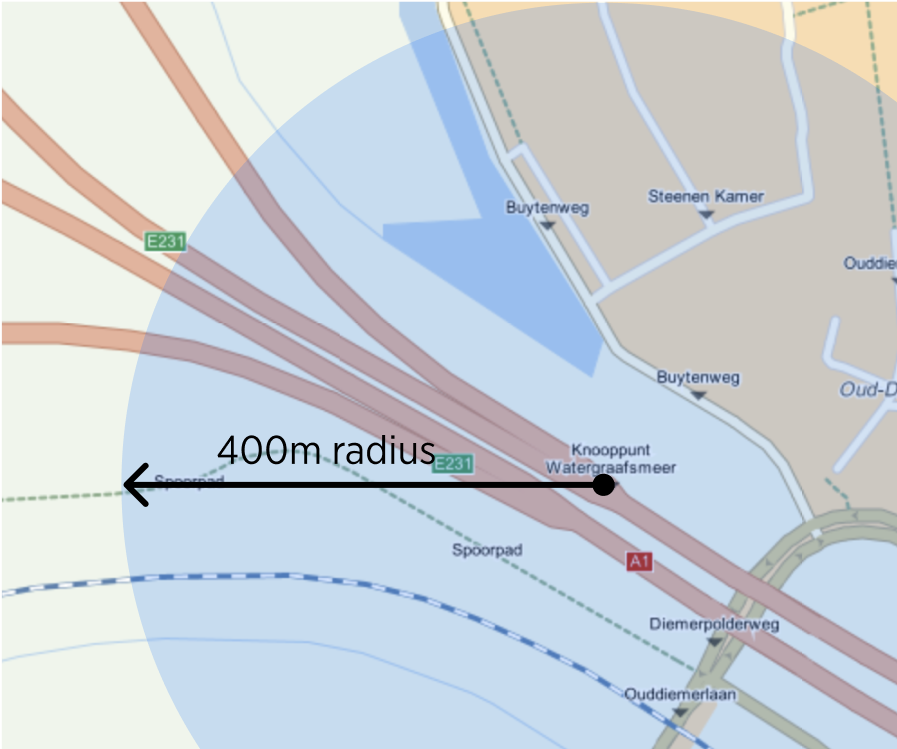 Steenen Kamer
Buytenweg
E231
Ouddie
Buytenweg
Oud-D
400m radius
Knooppunt
Watergraafsmeer
E231
Spoorpad
Spoorpad
A1
Diemerpolderweg
Ouddiemerlaan